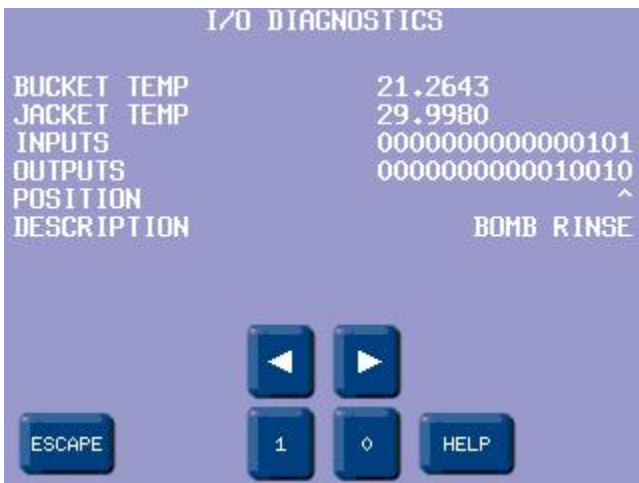 I/O DIAGNOSTICS
BUCKET TEMP 21.2643
JACKET TEMP 29.9980
INPUTS 0000000000000101
OUTPUTS 0000000000010010
POSITION ^
DESCRIPTION BOMB RINSE
◀ ▶
ESCAPE 1 0 HELP